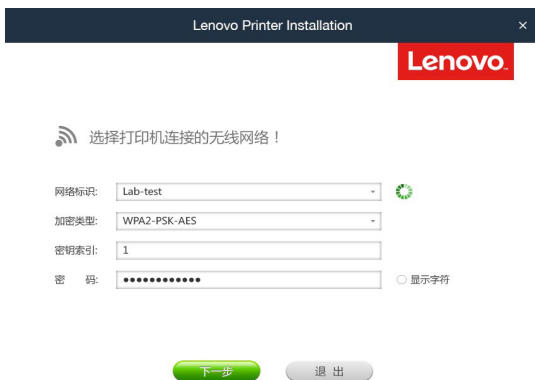 Lenovo Printer Installation ×
Lenovo.
选择打印机连接的无线网络！
网络标识: Lab-test
加密类型: WPA2-PSK-AES
密钥索引: 1
密 码: ●●●●●●●●●●●● 显示字符
下一步 退 出